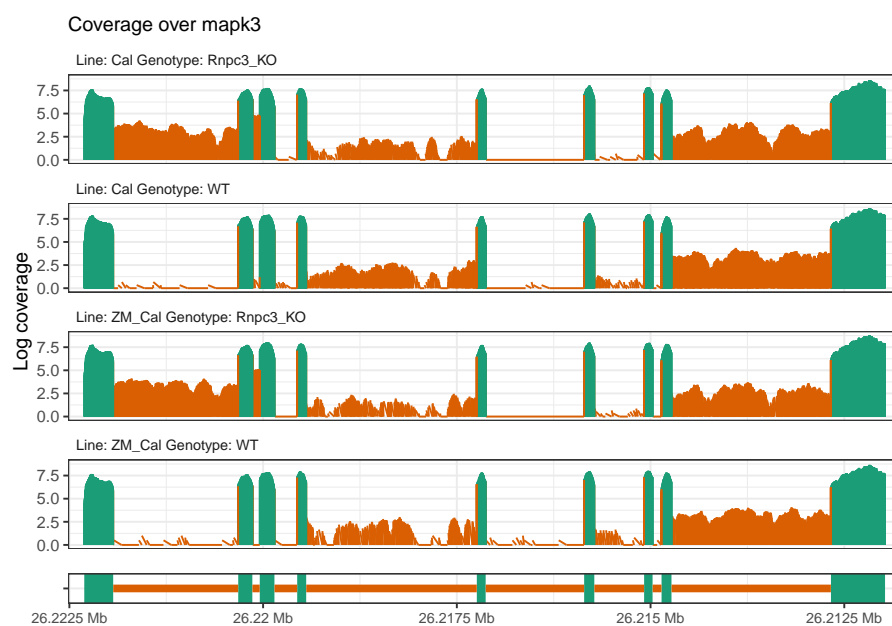 Coverage over mapk3
Line: Cal Genotype: Rnpc3_KO
7.5
5.0
2.5
0.0
Line: Cal Genotype: WT
7.5
5.0
2.5
0.0
Log coverage
Line: ZM_Cal Genotype: Rnpc3_KO
7.5
5.0
2.5
0.0
Line: ZM_Cal Genotype: WT
7.5
5.0
2.5
0.0
26.2225 Mb 26.22 Mb 26.2175 Mb 26.215 Mb 26.2125 Mb